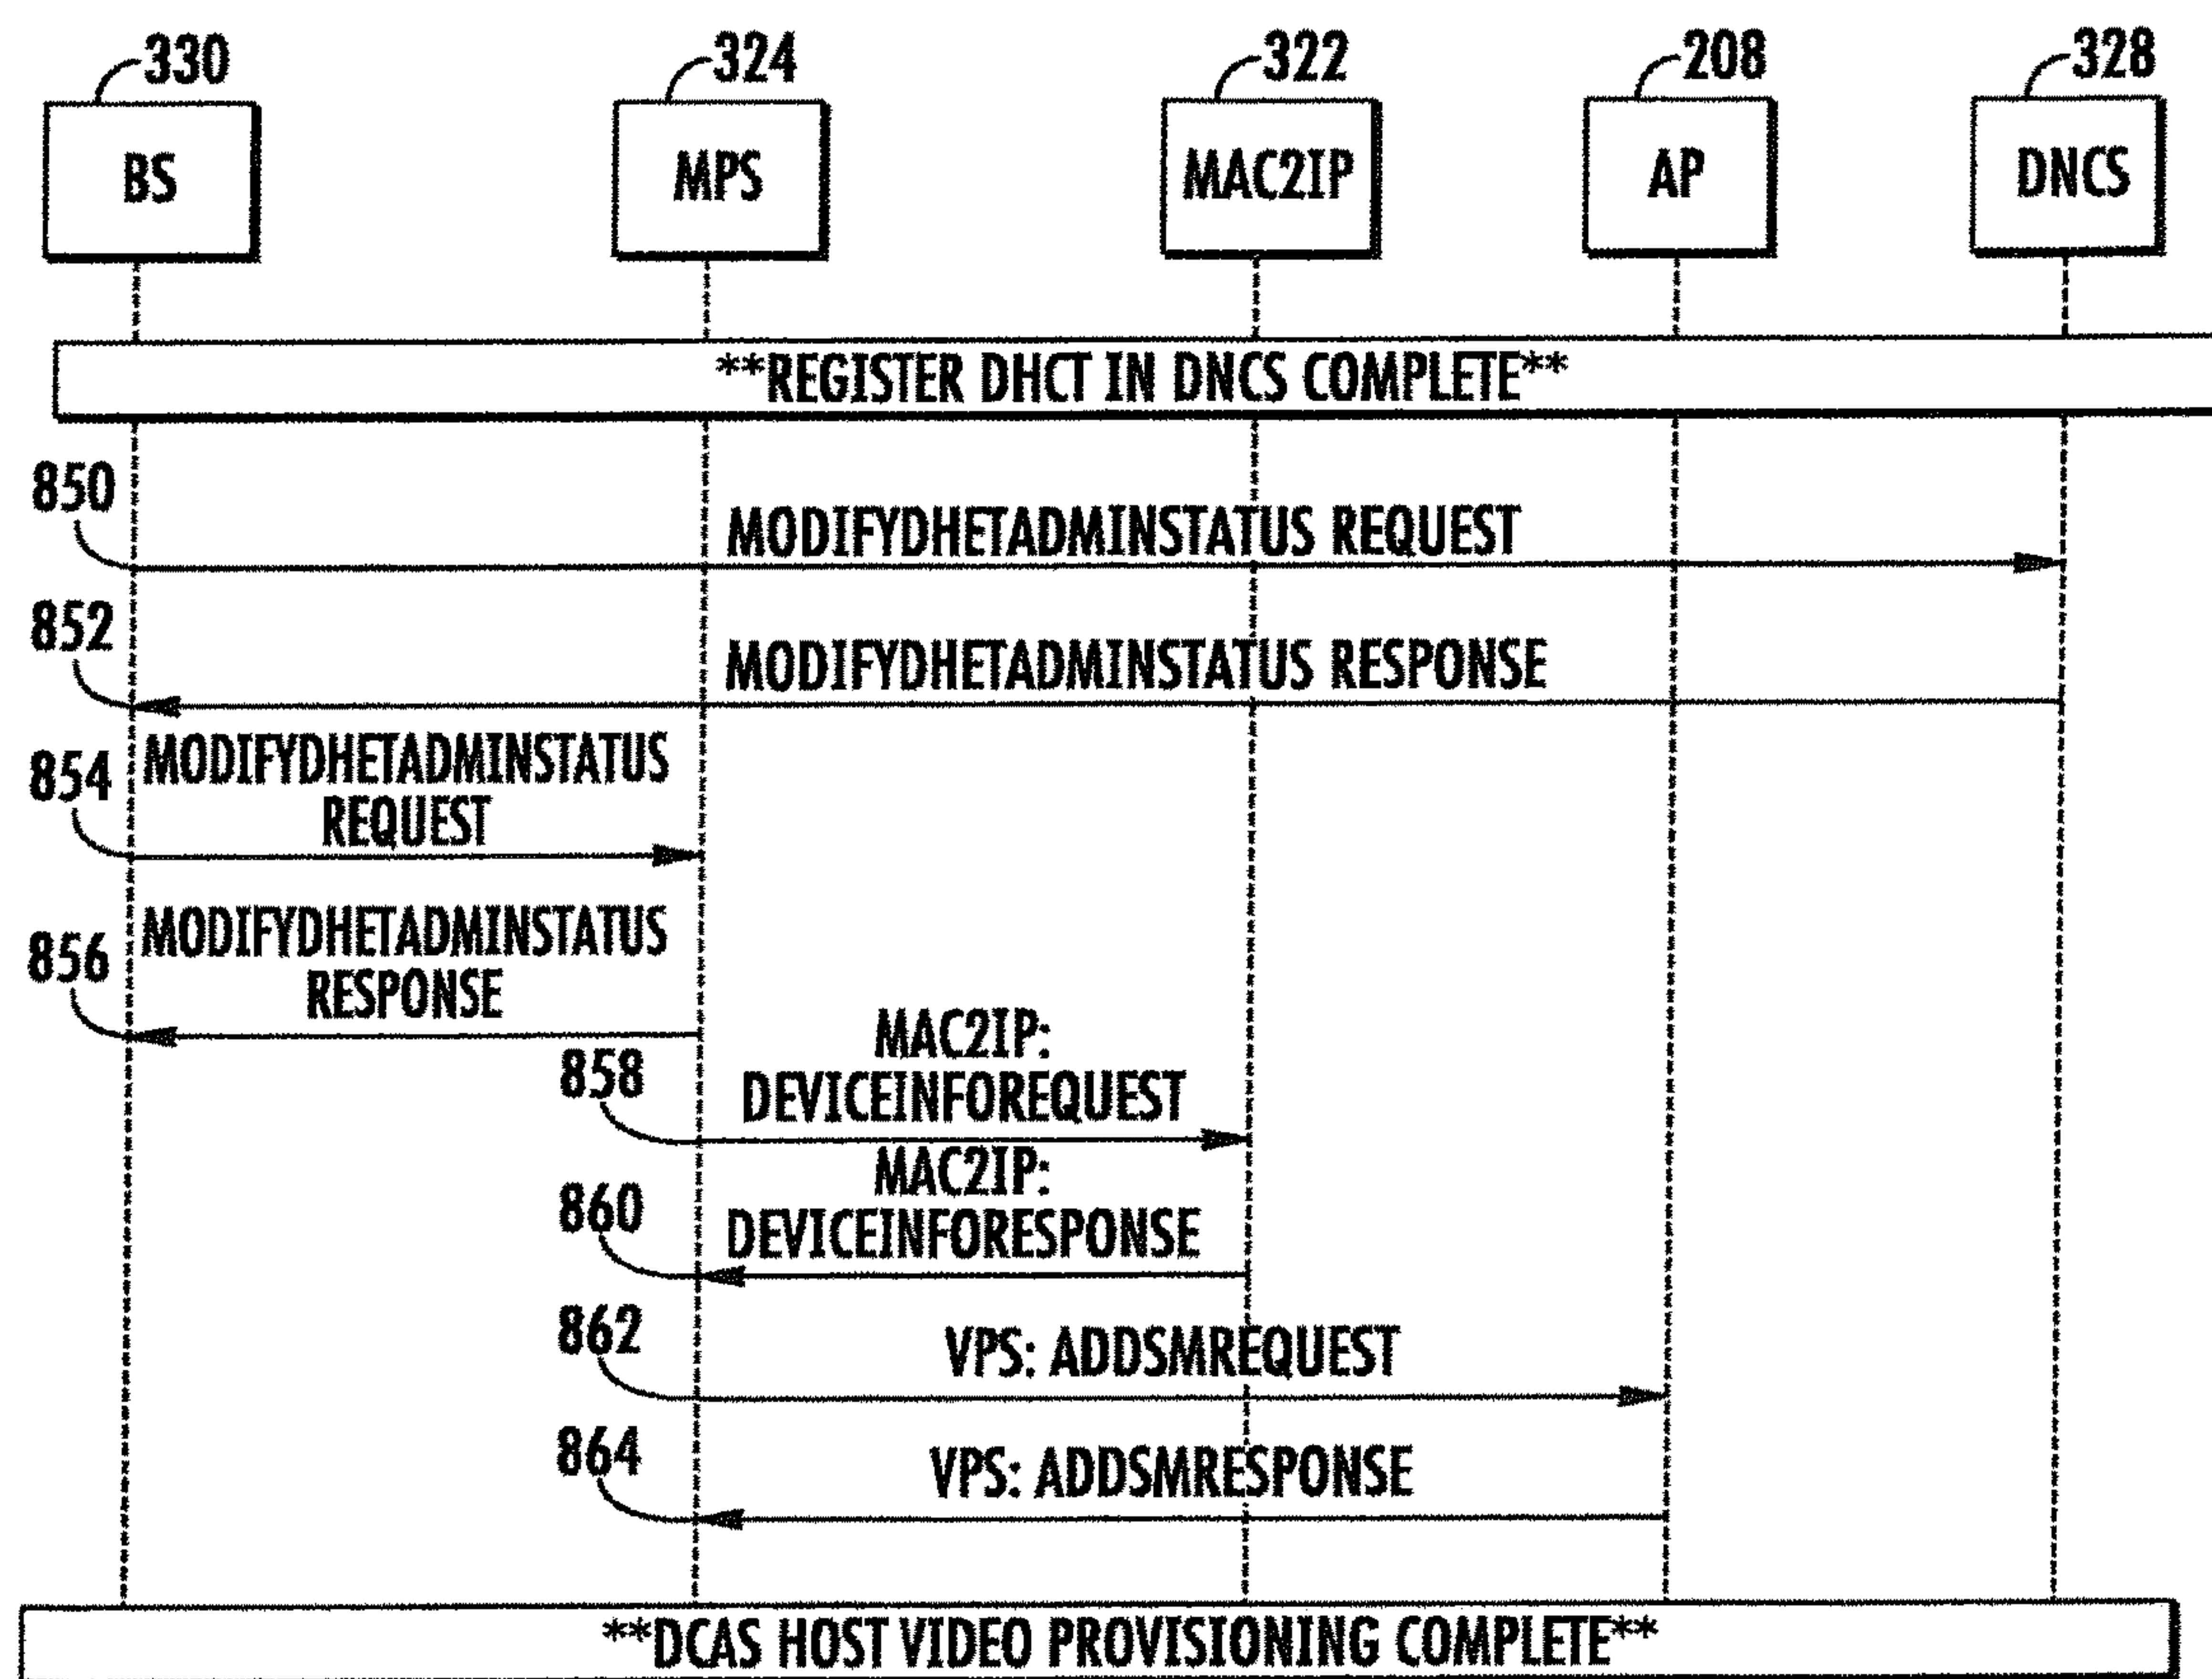 330 324 322 208 328
BS MPS MAC2IP AP DNCS
**REGISTER DHCT IN DNCS COMPLETE**
850
MODIFYDHETADMINSTATUS REQUEST
852
MODIFYDHETADMINSTATUS RESPONSE
854
MODIFYDHETADMINSTATUS
REQUEST
856
MODIFYDHETADMINSTATUS
RESPONSE
858
MAC2IP:
DEVICEINFOREQUEST
860
MAC2IP:
DEVICEINFORESPONSE
862
VPS: ADDSMREQUEST
864
VPS: ADDSMRESPONSE
**DCAS HOST VIDEO PROVISIONING COMPLETE**